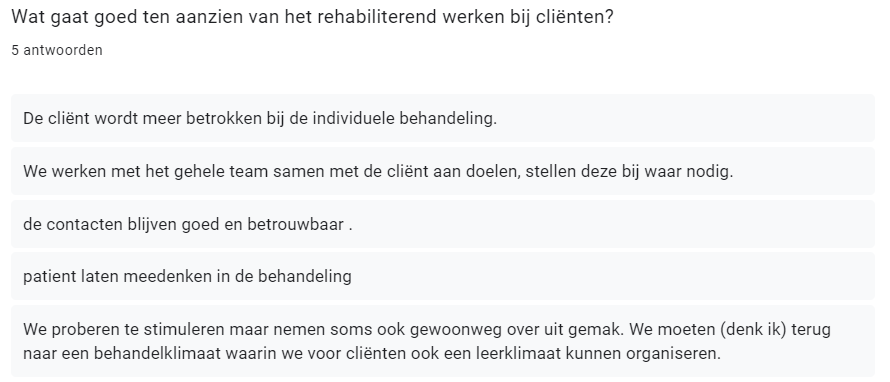 Wat gaat goed ten aanzien van het rehabiliterend werken bij cliënten?
5 antwoorden
De cliënt wordt meer betrokken bij de individuele behandeling.
We werken met het gehele team samen met de cliënt aan doelen, stellen deze bij waar nodig.
de contacten blijven goed en betrouwbaar .
patient laten meedenken in de behandeling
We proberen te stimuleren maar nemen soms ook gewoonweg over uit gemak. We moeten (denk ik) terug
naar een behandelklimaat waarin we voor cliënten ook een leerklimaat kunnen organiseren.